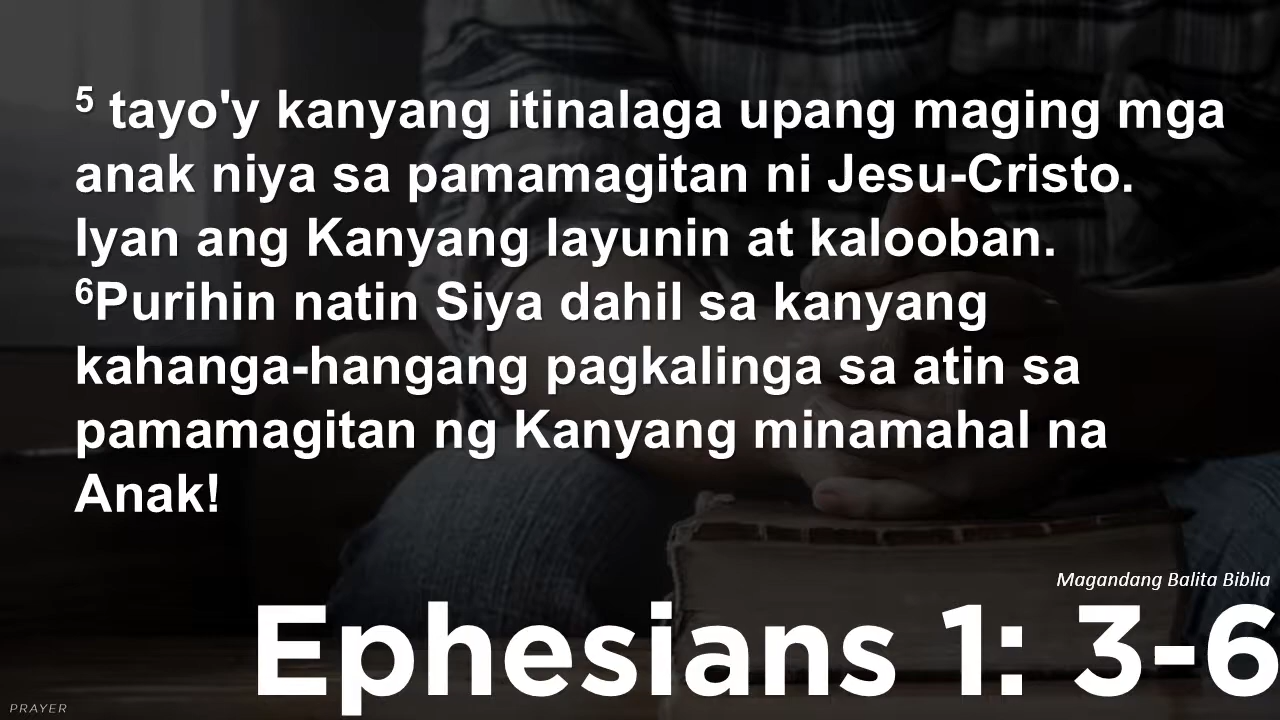 ⁵ tayo'y kanyang itinalaga upang maging mga
anak niya sa pamamagitan ni Jesu-Cristo.
Iyan ang Kanyang layunin at kalooban.
⁶Purihin natin Siya dahil sa kanyang
kahanga-hangang pagkalinga sa atin sa
pamamagitan ng Kanyang minamahal na
Anak!
Magandang Balita Biblia
Ephesians 1: 3-6
PRAYER